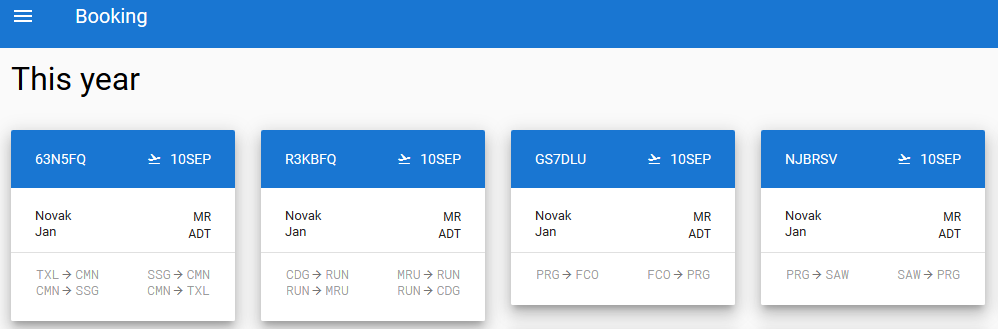 Booking
This year
63N5FQ 10SEP
Novak MR
Jan ADT
TXL → CMN SSG → CMN
CMN → SSG CMN → TXL
R3KBFQ 10SEP
Novak MR
Jan ADT
CDG → RUN MRU → RUN
RUN → MRU RUN → CDG
GS7DLU 10SEP
Novak MR
Jan ADT
PRG → FCO FCO → PRG
NJBRSV 10SEP
Novak MR
Jan ADT
PRG → SAW SAW → PRG